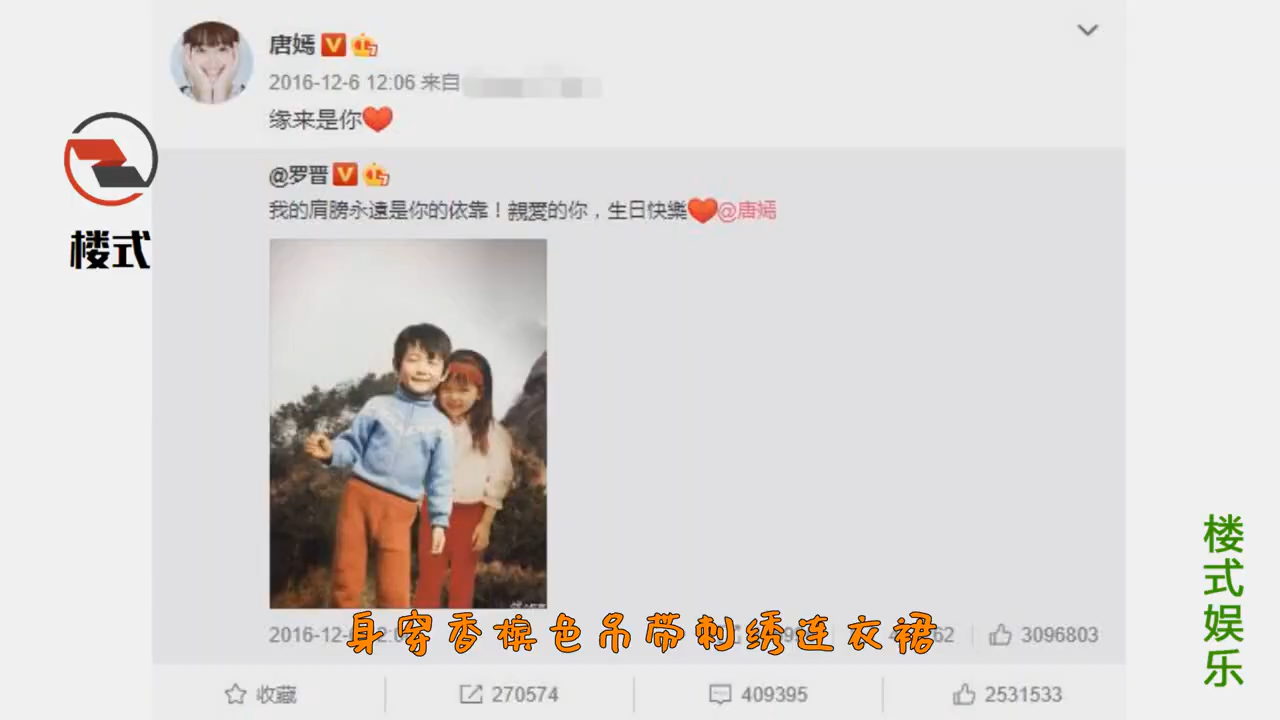 唐嫣
2016-12-6 12:06 来自
缘来是你
@罗晋
我的肩膀永遠是你的依靠！親愛的你，生日快樂@唐嫣
楼式
身穿香槟色吊带刺绣连衣裙
2016-12-
3096803
收藏
270574
409395
2531533
楼式娱乐